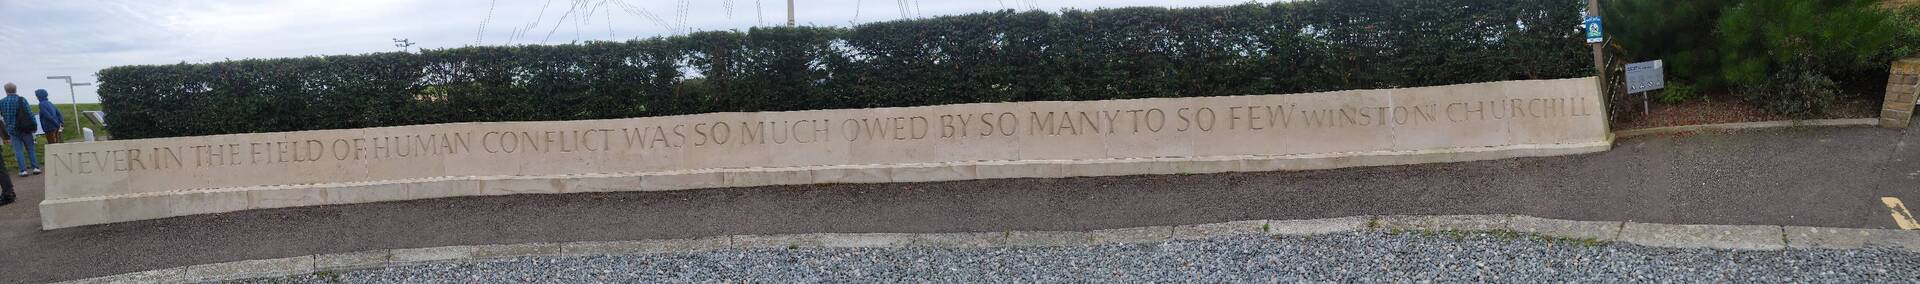 NEVER IN THE FIELD OF HUMAN CONFLICT WAS SO MUCH OWED BY SO MANY TO SO FEW WINSTON CHURCHILL